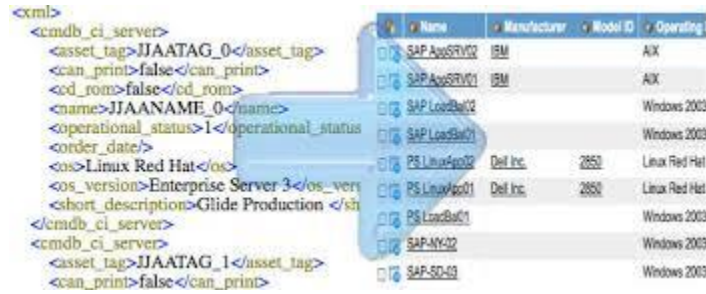 <xml>
<cmdb_ci_server>
<asset_tag>JJAATAG_0</asset_tag>
<can_print>false</can_print>
<cd_rom>false</cd_rom>
<name>JJAANAME_0</name>
<operational_status>1</operational_status
<order_date/>
<os>Linux Red Hat</os>
<os_version>Enterprise Server 3</os_vers
<short_description>Glide Production </sh
</cmdb_ci_server>
<cmdb_ci_server>
<asset_tag>JJAATAG_1</asset_tag>
<can_print>false</can_print>
Name Manufacturer Model ID Operating
SAP AppSRV02 IBM AIX
SAP AppSRV01 IBM AIX
SAP LoadBal02 Windows 2003
SAP LoadBal01 Windows 2003
PS LinuxApp02 Dell Inc. 2850 Linux Red Hat
PS LinuxApp01 Dell Inc. 2850 Linux Red Hat
PS LoadBal01 Windows 2003
SAP-NY-02 Windows 2003
SAP-SD-03 Windows 2003